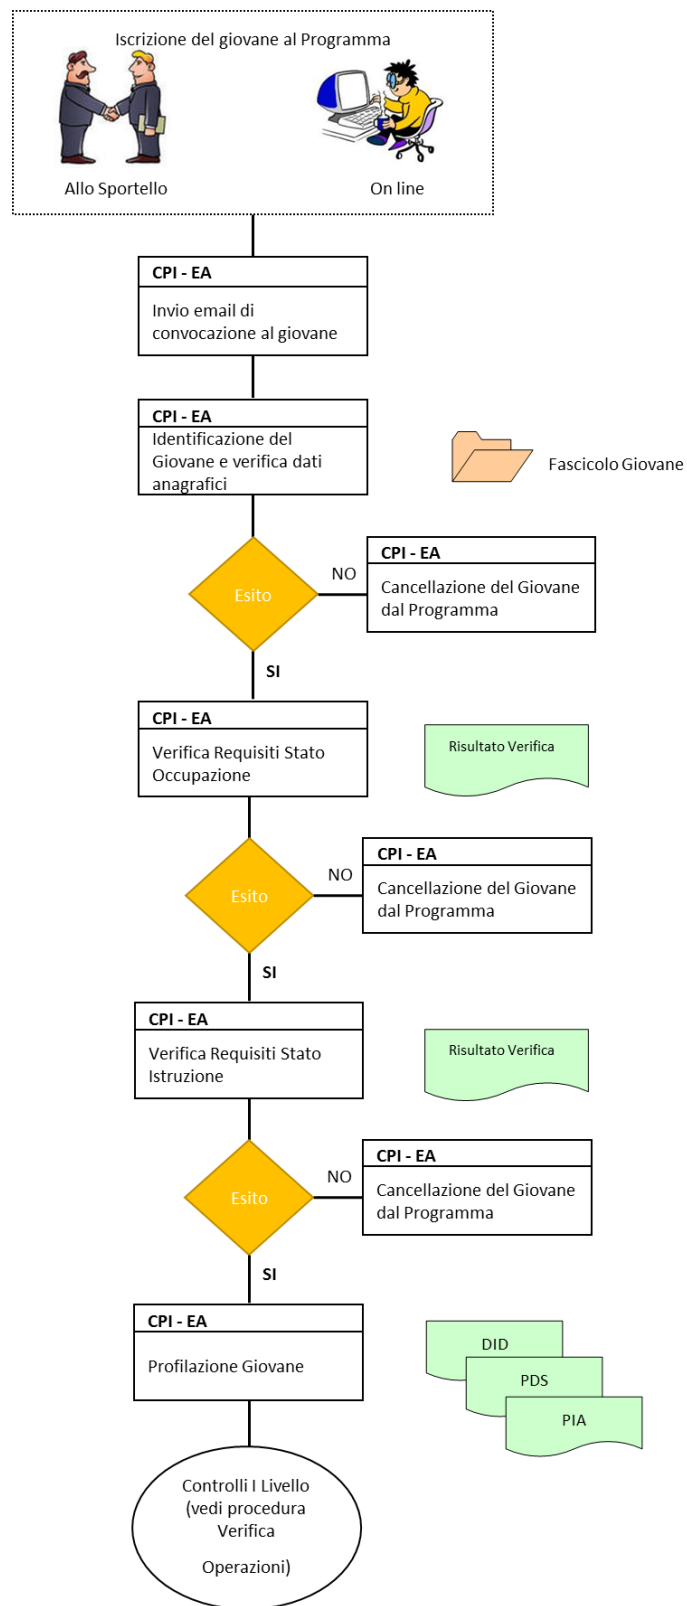 Iscrizione del giovane al Programma
Allo Sportello
On line
CPI - EA
Invio email di
convocazione al giovane
CPI - EA
Identificazione del
Giovane e verifica dati
anagrafici
Fascicolo Giovane
Esito
NO
CPI - EA
Cancellazione del Giovane
dal Programma
SI
CPI - EA
Verifica Requisiti Stato
Occupazione
Risultato Verifica
Esito
NO
CPI - EA
Cancellazione del Giovane
dal Programma
SI
CPI - EA
Verifica Requisiti Stato
Istruzione
Risultato Verifica
Esito
NO
CPI - EA
Cancellazione del Giovane
dal Programma
SI
CPI - EA
Profilazione Giovane
DID
PDS
PIA
Controlli I Livello
(vedi procedura
Verifica
Operazioni)